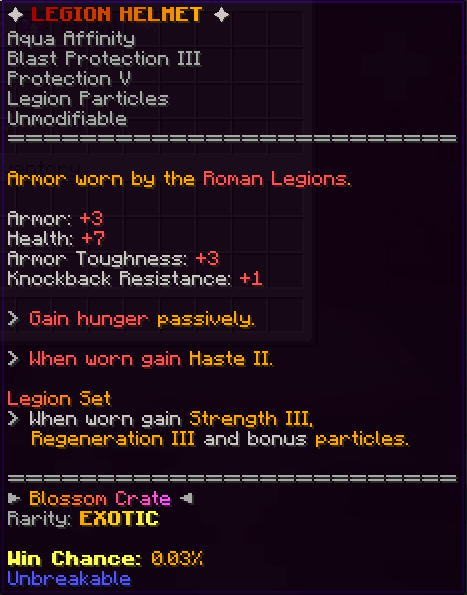 ✦ LEGION HELMET ✦
Aqua Affinity
Blast Protection III
Protection V
Legion Particles
Unmodifiable
Armor worn by the Roman Legions.
Armor: +3
Health: +7
Armor Toughness: +3
Knockback Resistance: +1
> Gain hunger passively.
> When worn gain Haste II.
Legion Set
> When worn gain Strength III,
Regeneration III and bonus particles.
► Blossom Crate ◄
Rarity: EXOTIC
Win Chance: 0.03%
Unbreakable